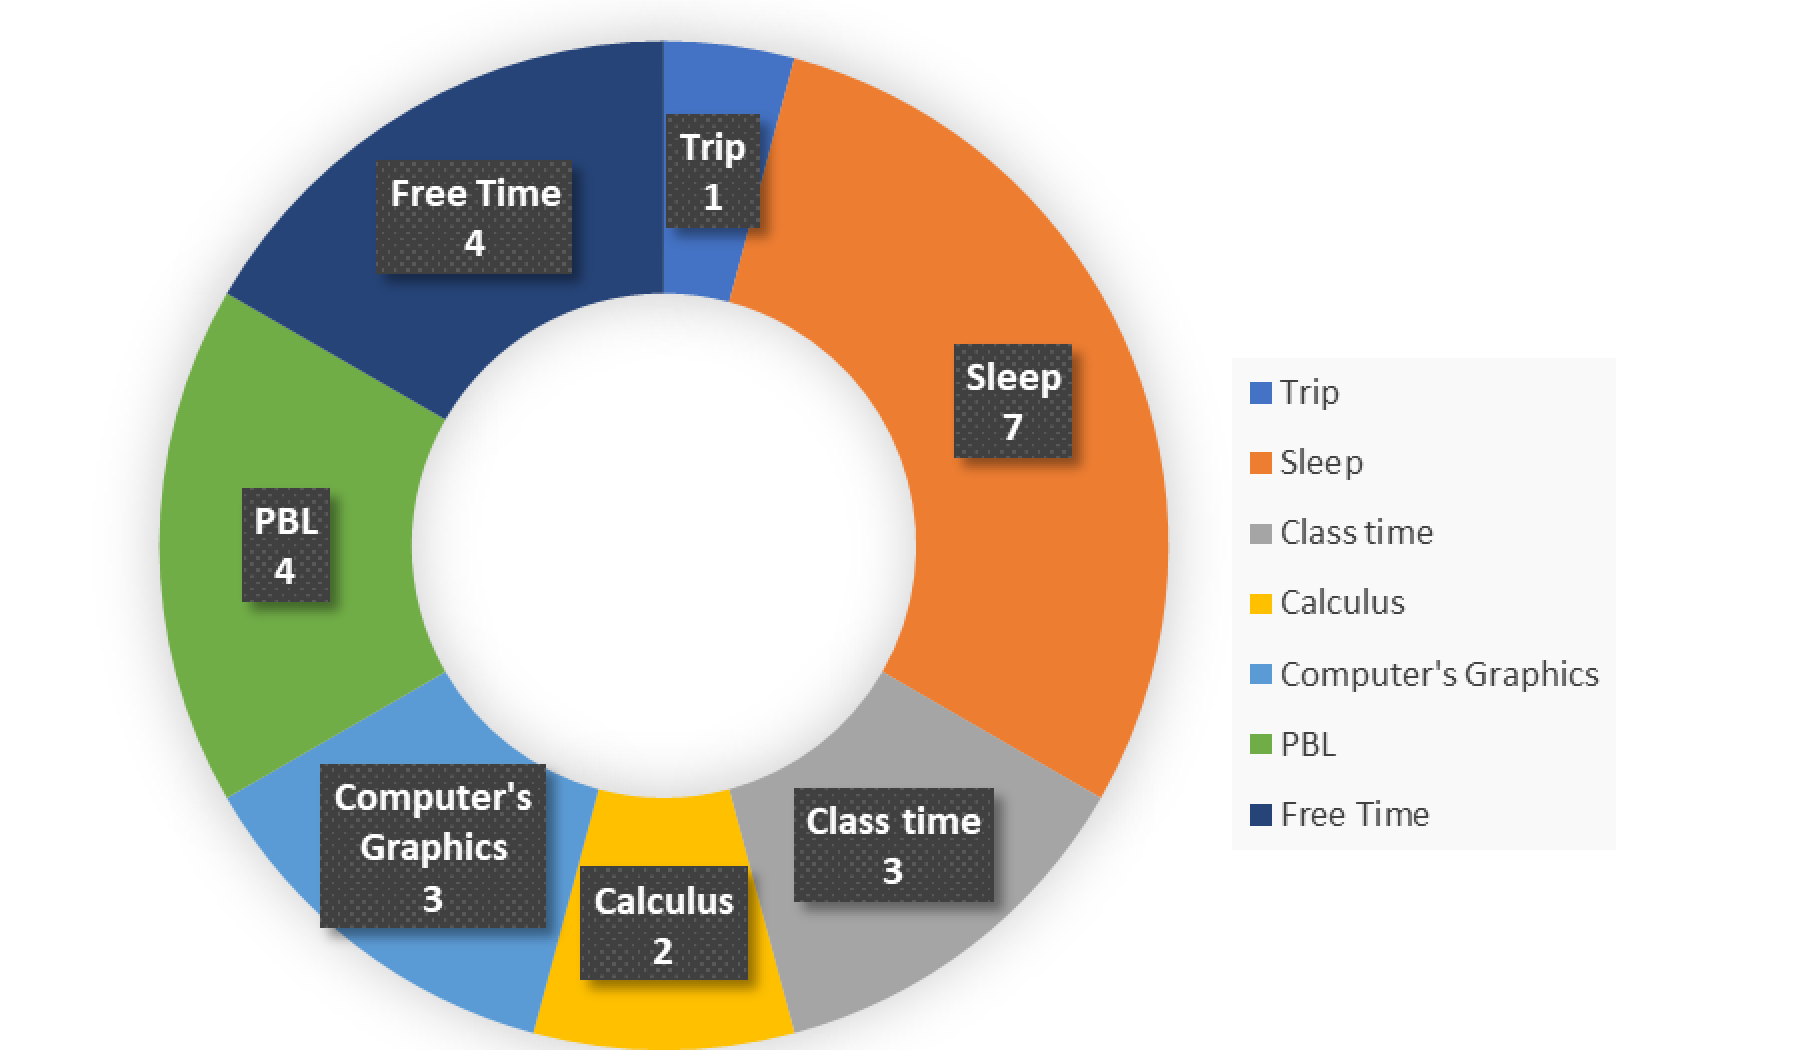 Free Time
4
Trip
1
Sleep
7
PBL
4
Computer's
Graphics
3
Calculus
2
Class time
3
Trip
Sleep
Class time
Calculus
Computer's Graphics
PBL
Free Time